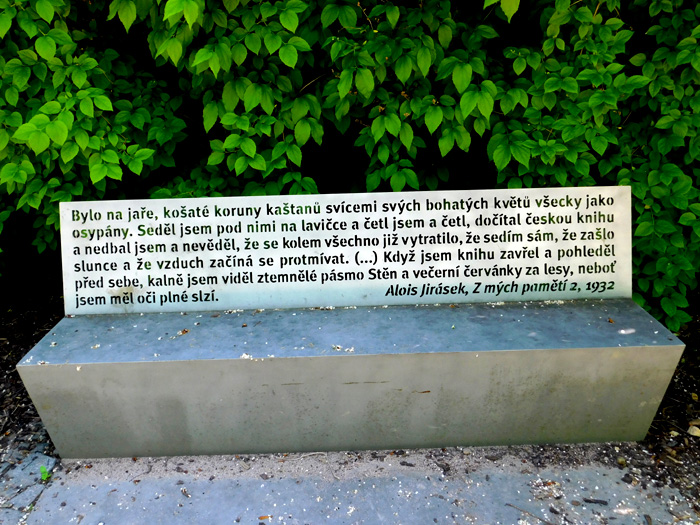 Bylo na jaře, košaté koruny kaštanů svícemi svých bohatých květů všecky jako
osypány. Seděl jsem pod nimi na lavičce a četl jsem a četl, dočítal českou knihu
a nedbal jsem a nevěděl, že se kolem všechno již vytratilo, že sedím sám, že zašlo
slunce a že vzduch začíná se protmívat. (...) Když jsem knihu zavřel a pohleděl
před sebe, kalně jsem viděl ztemnělé pásmo Stěn a večerní červánky za lesy, neboť
jsem měl oči plné slzí. Alois Jirásek, Z mých pamětí 2, 1932